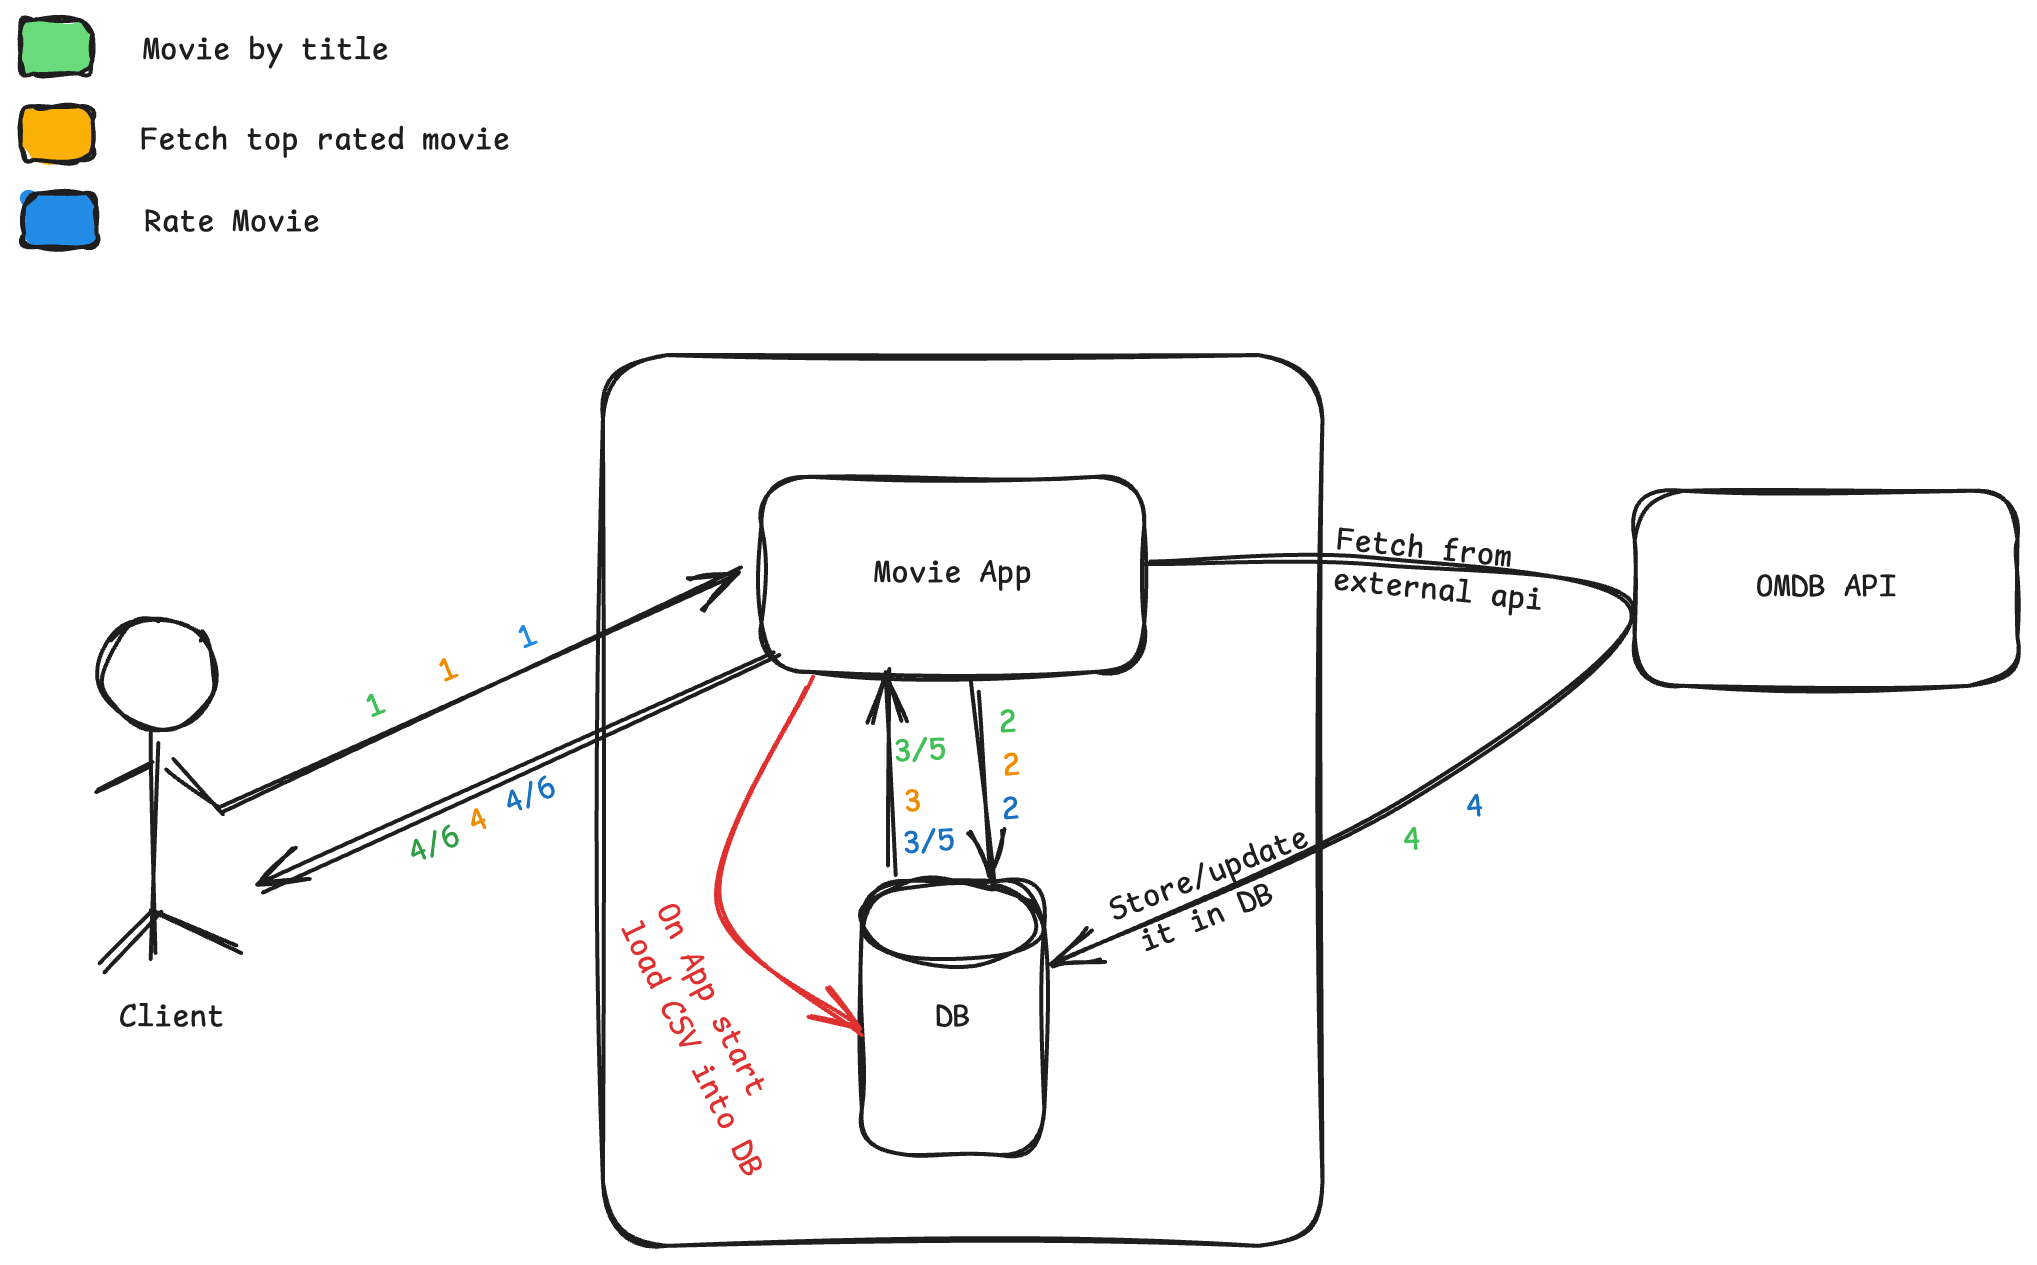 Movie by title
Fetch top rated movie
Rate Movie
Movie App
Fetch from
external api
OMDB API
1
1
1
2
3/5
2
3
2
3/5
4/6
4
4/6
4
4
Store/update
it in DB
On App start
load CSV into DB
DB
Client